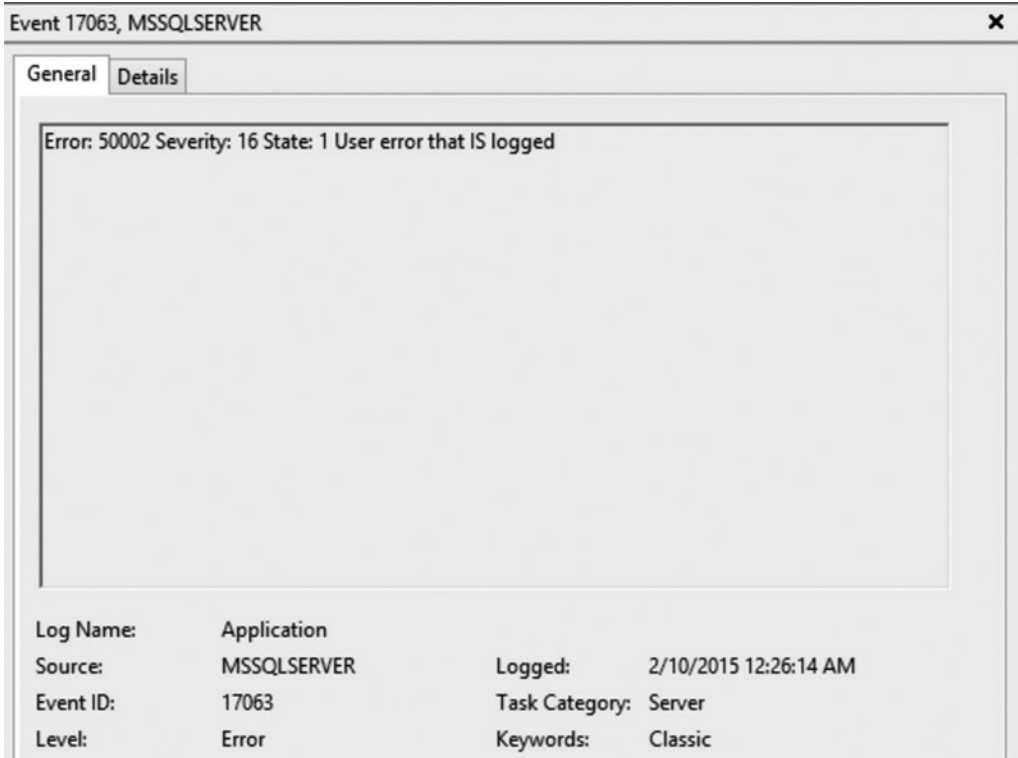 Event 17063, MSSQLSERVER
General Details
Error: 50002 Severity: 16 State: 1 User error that IS logged
Log Name: Application
Source: MSSQLSERVER Logged: 2/10/2015 12:26:14 AM
Event ID: 17063 Task Category: Server
Level: Error Keywords: Classic